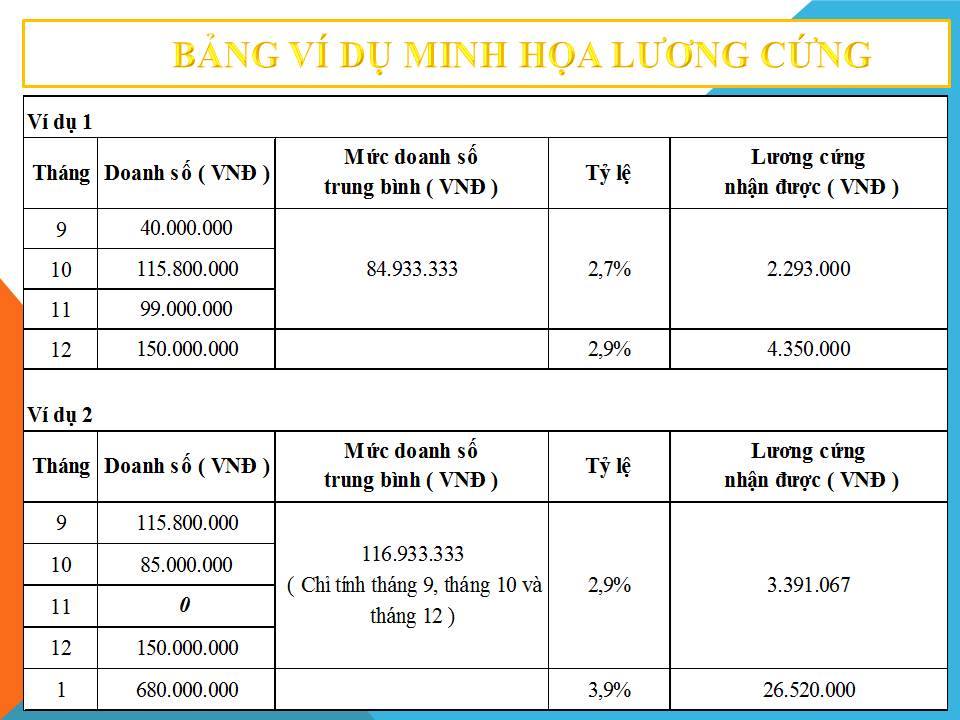 BẢNG VÍ DỤ MINH HỌA LƯƠNG CỨNG
Ví dụ 1
Tháng Doanh số ( VNĐ ) Mức doanh số trung bình ( VNĐ ) Tỷ lệ Lương cứng nhận được ( VNĐ )
9 40.000.000
10 115.800.000 84.933.333 2,7% 2.293.000
11 99.000.000
12 150.000.000 2,9% 4.350.000
Ví dụ 2
Tháng Doanh số ( VNĐ ) Mức doanh số trung bình ( VNĐ ) Tỷ lệ Lương cứng nhận được ( VNĐ )
9 115.800.000
10 85.000.000
11 0
12 150.000.000
116.933.333
( Chỉ tính tháng 9, tháng 10 và
tháng 12 )
2,9% 3.391.067
1 680.000.000 3,9% 26.520.000